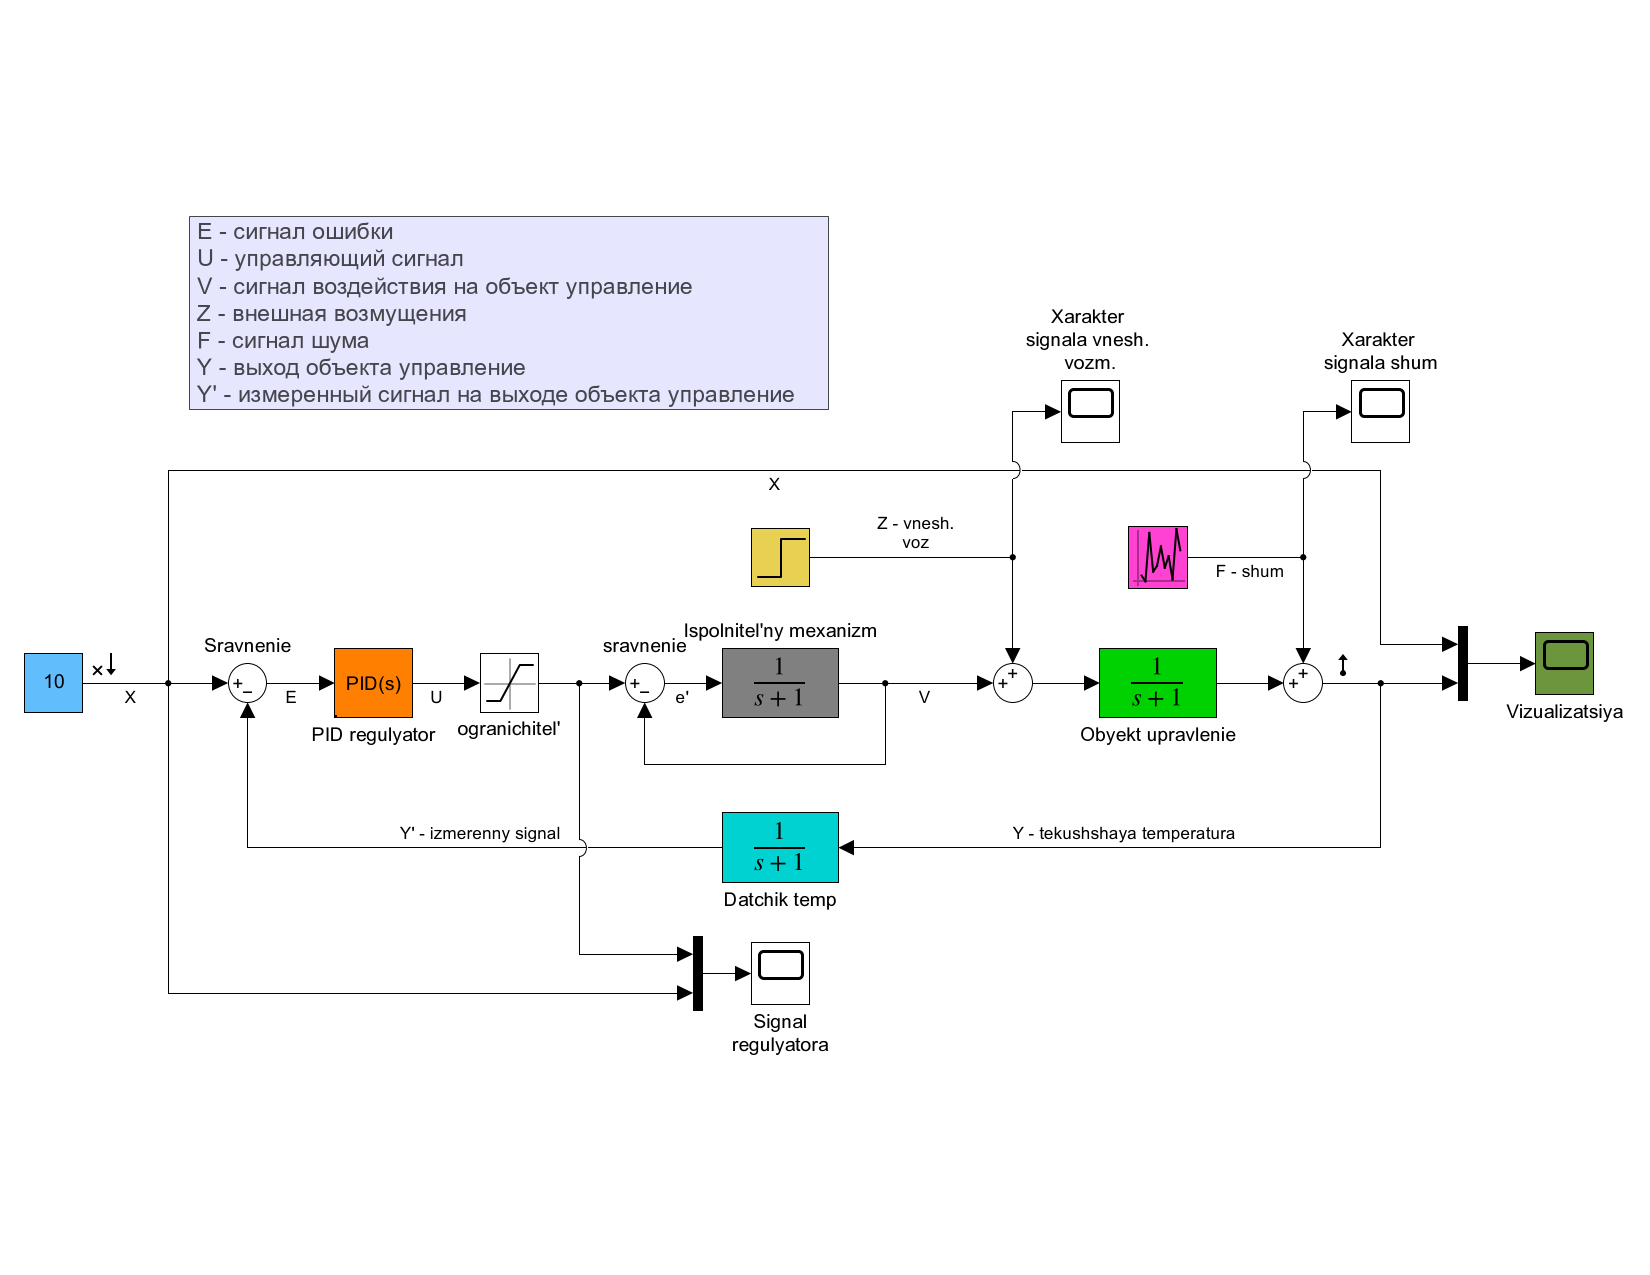 E - сигнал ошибки
U - управляющий сигнал
V - сигнал воздействия на объект управление
Z - внешная возмущения
F - сигнал шума
Y - выход объекта управление
Y' - измеренный сигнал на выходе объекта управление
Xarakter
signala vnesh.
vozm.
Xarakter
signala shum
X
Z - vnesh.
voz
F - shum
10
X
Sravnenie
+
−
E
PID(s)
PID regulyator
U
ogranichitel'
sravnenie
+
−
e'
Ispolnitel'ny mexanizm
1
s + 1
V
+
+
1
s + 1
Obyekt upravlenie
+
+
Vizualizatsiya
Y' - izmerenny signal
1
s + 1
Datchik temp
Y - tekushshaya temperatura
Signal
regulyatora